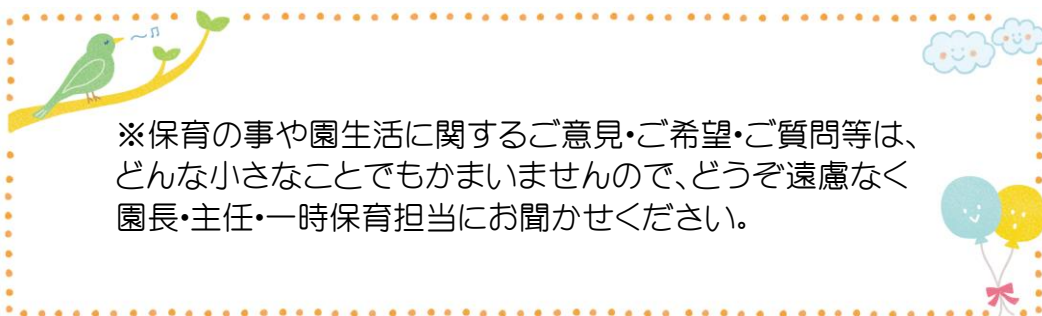 ※保育の事や園生活に関するご意見・ご希望・ご質問等は、
どんな小さなことでもかまいませんので、どうぞ遠慮なく
園長・主任・一時保育担当にお聞かせください。